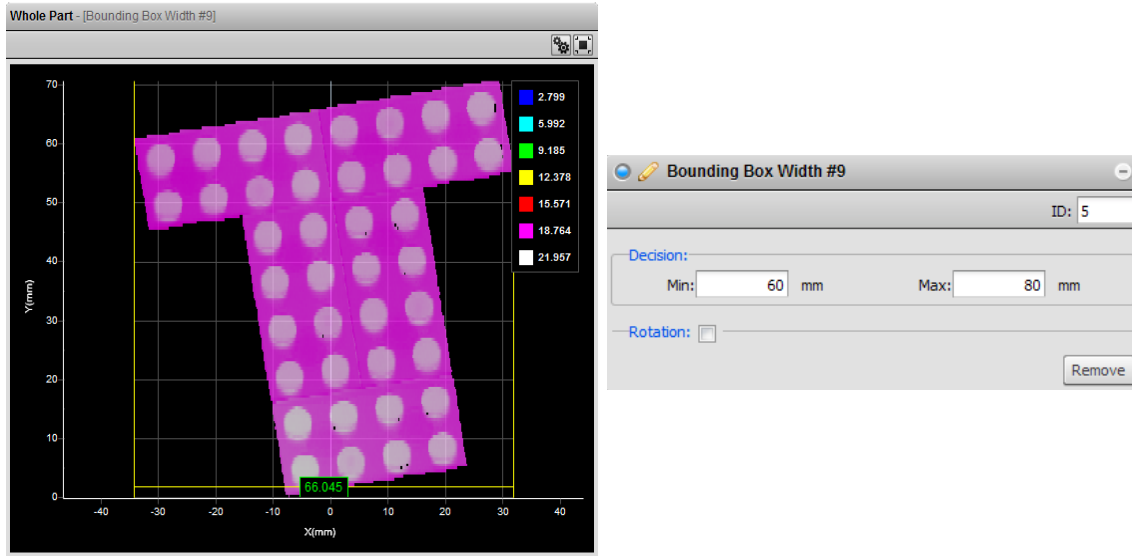 Whole Part - [Bounding Box Width #9]
70
60
50
40
30
20
10
0
Y(mm)
-40 -30 -20 -10 0 10 20 30 40
X(mm)
2.799
5.992
9.185
12.378
15.571
18.764
21.957
66.045
Bounding Box Width #9
ID: 5
Decision:
Min: 60 mm Max: 80 mm
Rotation:
Remove